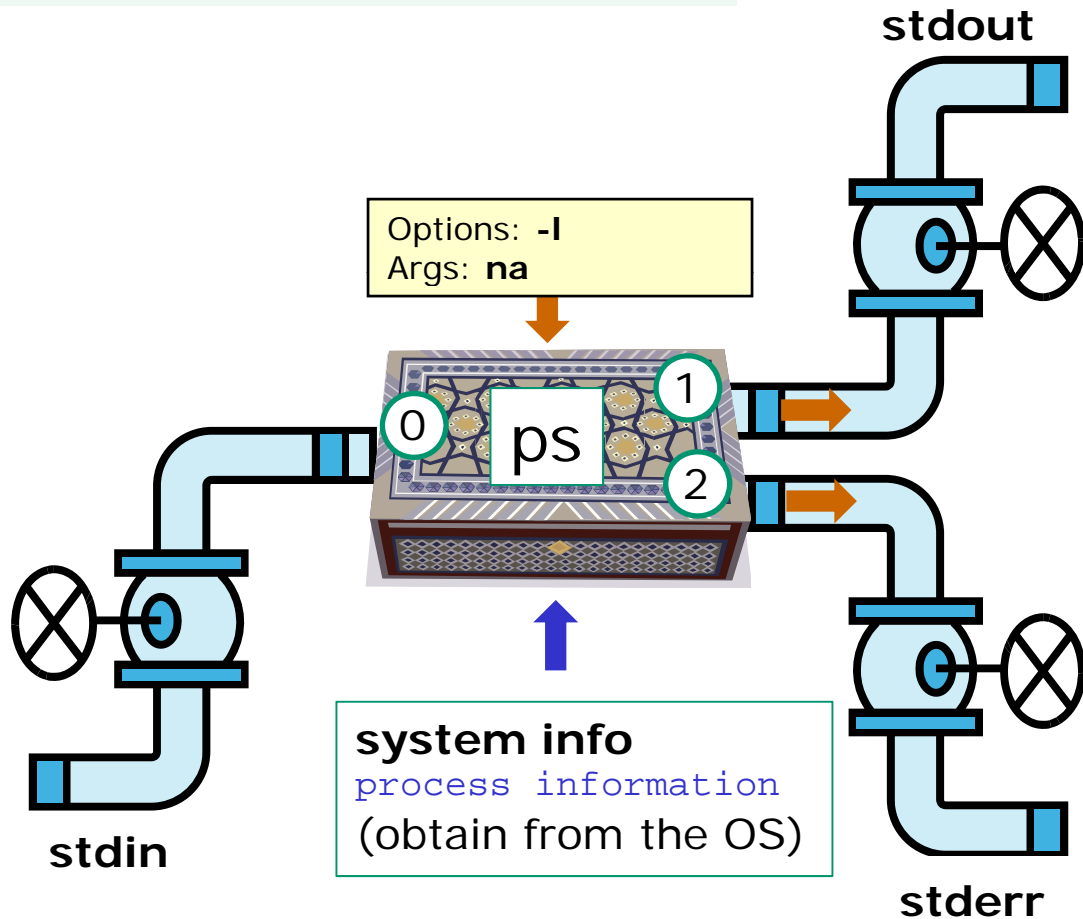 stdout
Options: -l
Args: na
0
1
ps
2
system info
process information
(obtain from the OS)
stdin
stderr